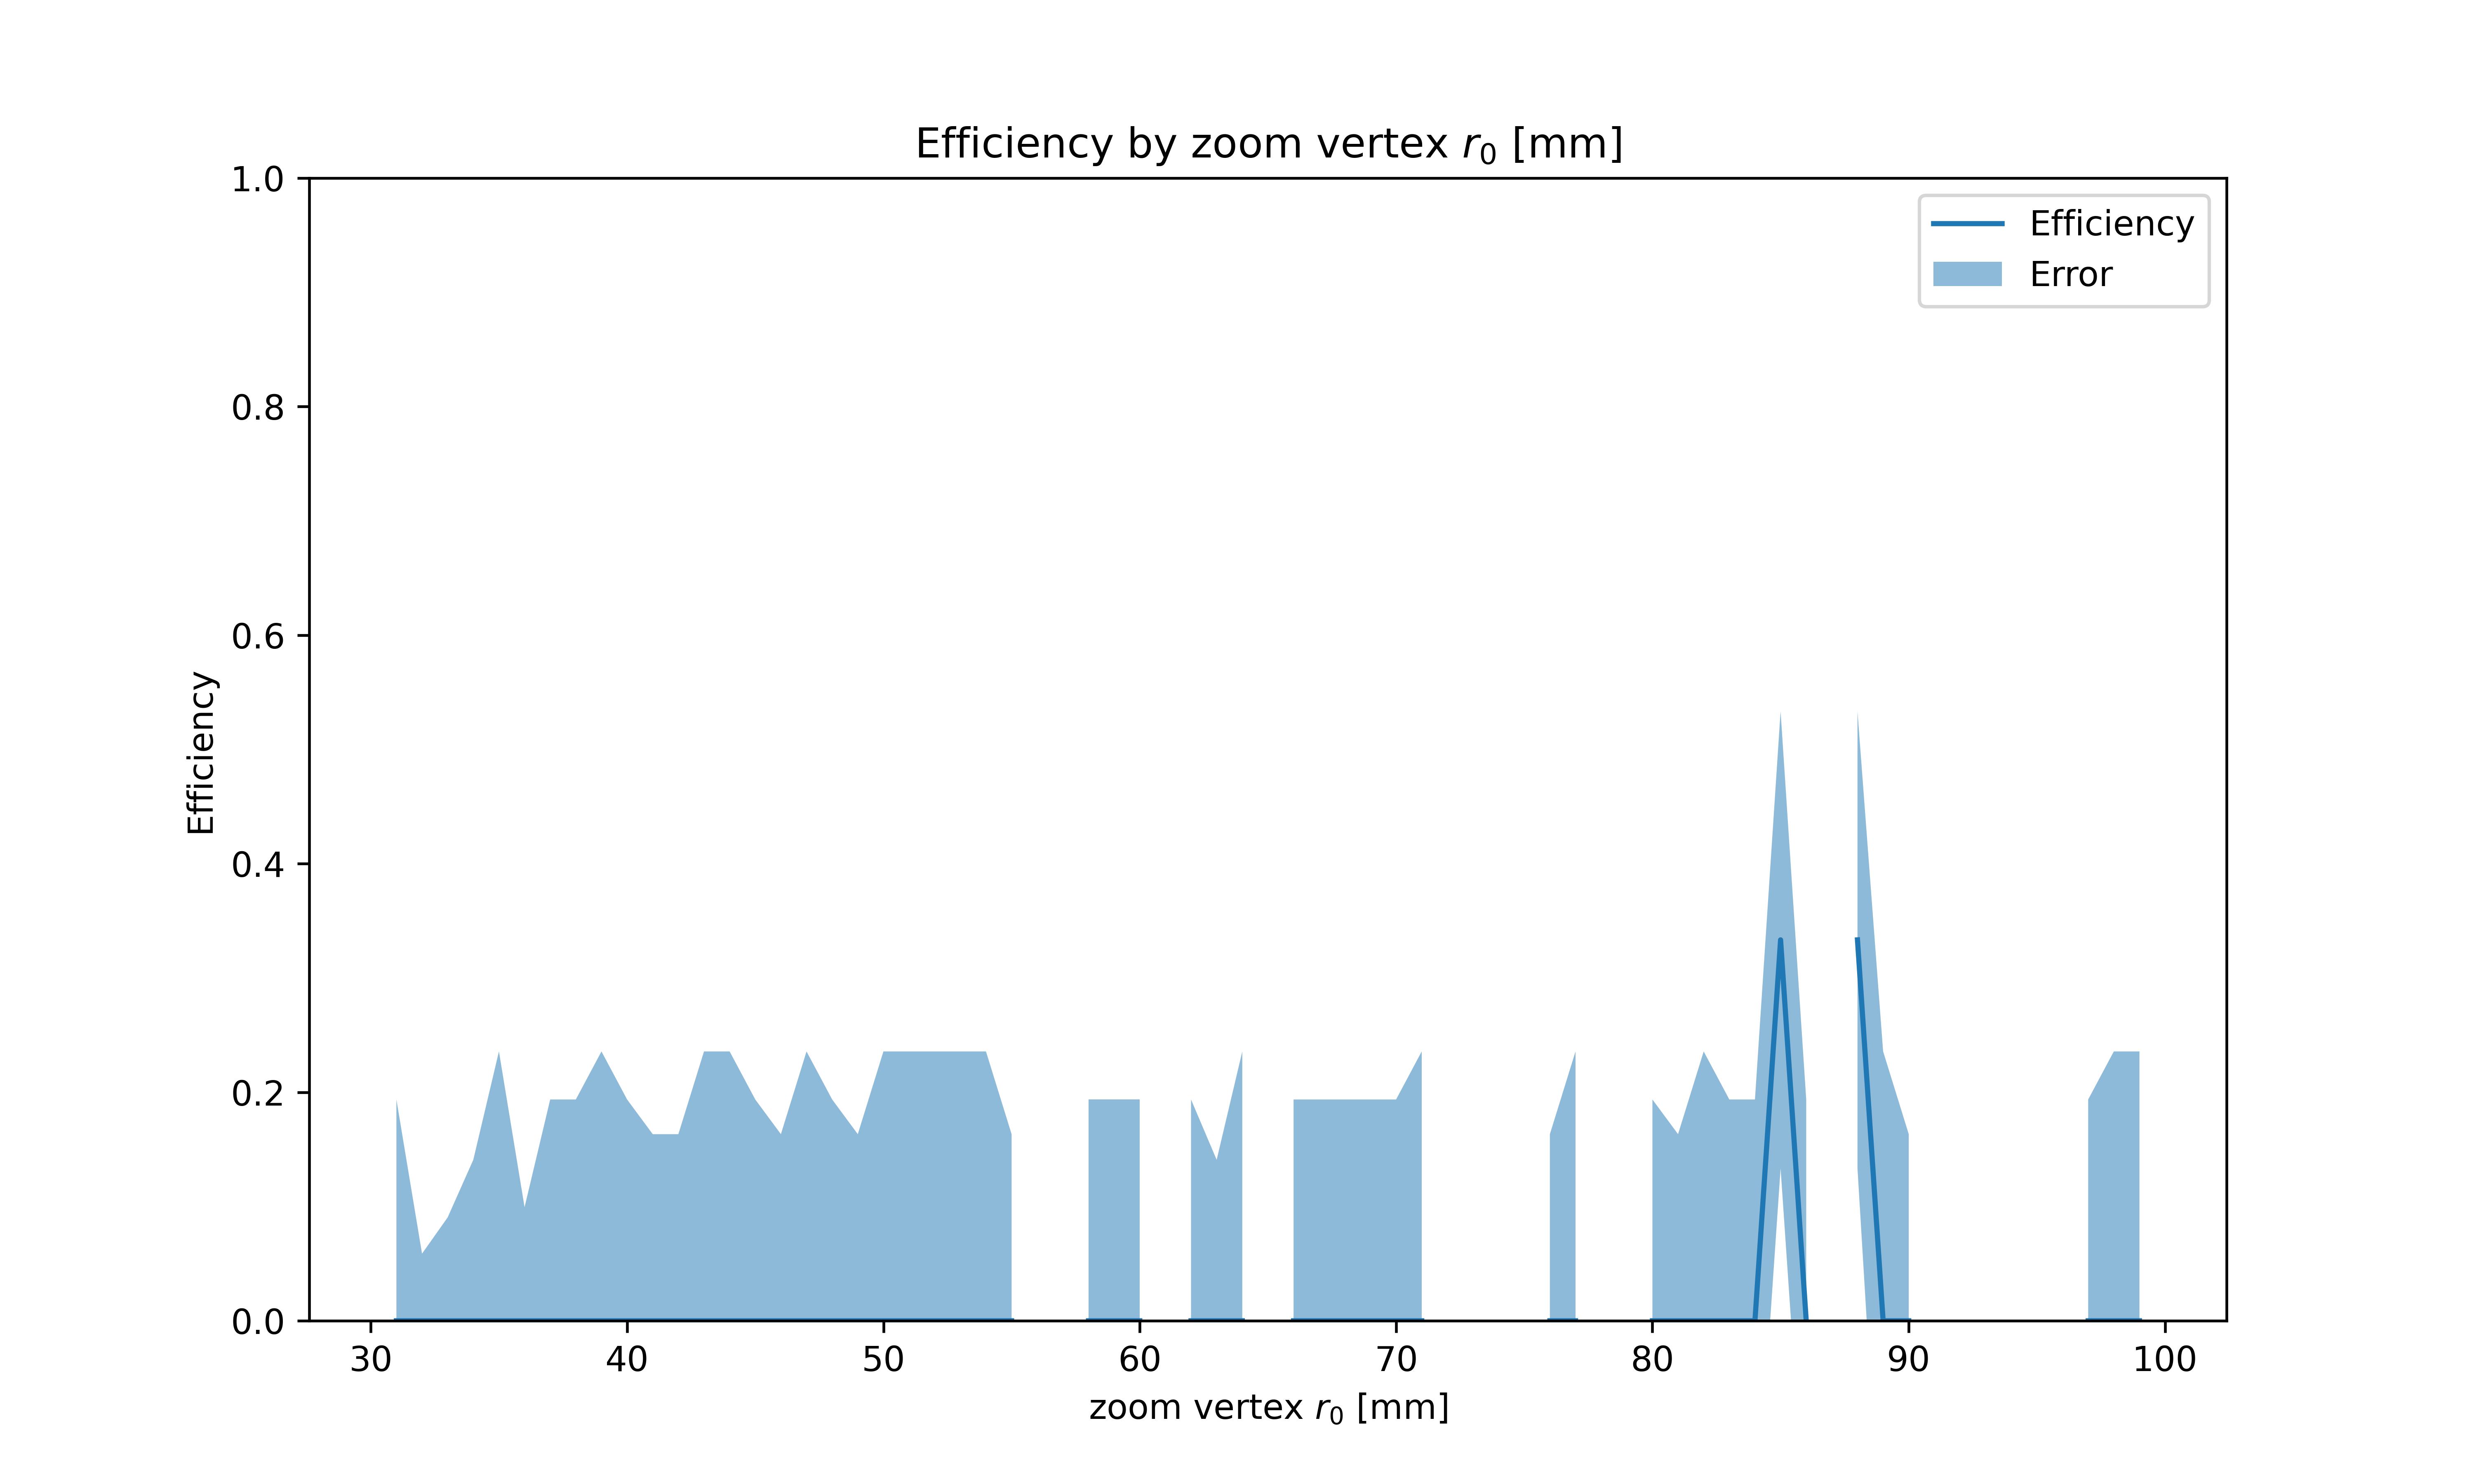 Efficiency by zoom vertex r₀ [mm]
1.0
0.8
0.6
0.4
0.2
0.0
Efficiency
Efficiency
Error
30 40 50 60 70 80 90 100
zoom vertex r₀ [mm]